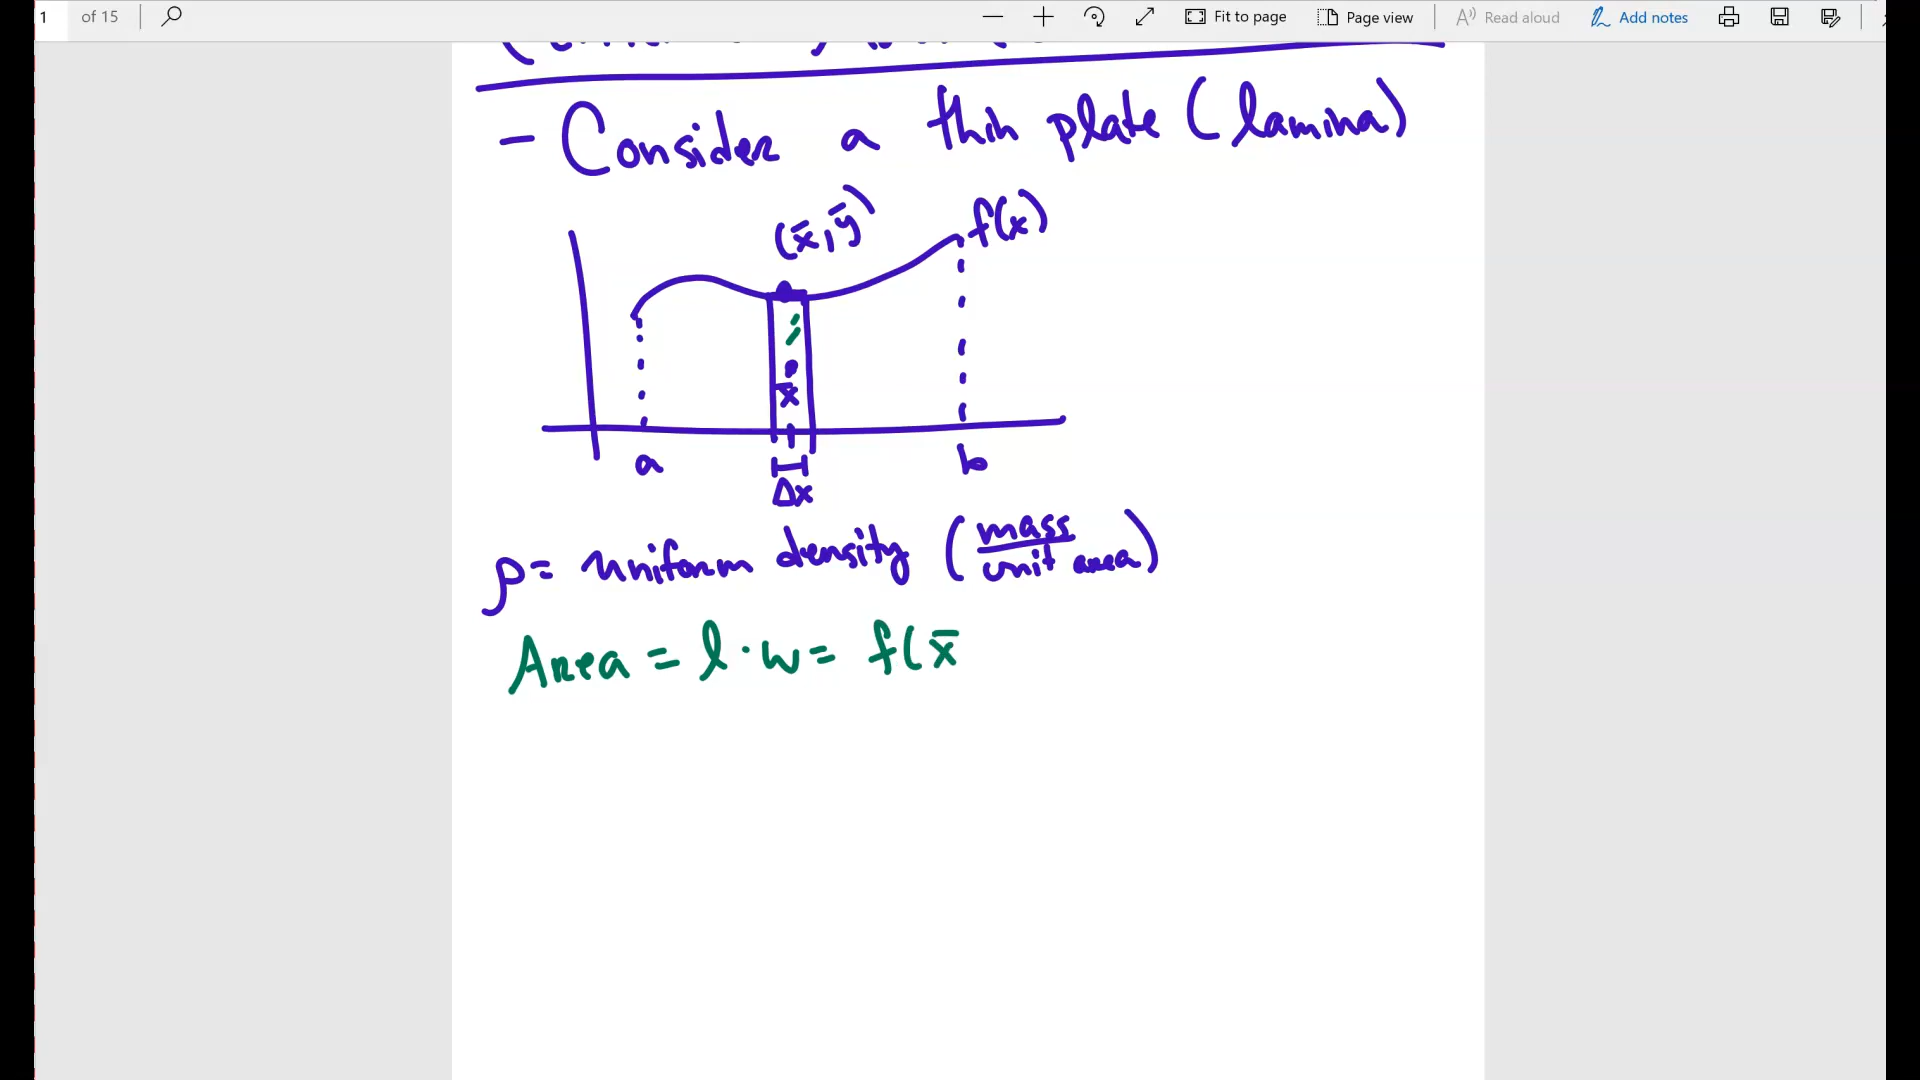 1 of 15 Fit to page Page view Read aloud Add notes
- Consider a thin plate (lamina)
(x̄,ȳ) f(x)
x̄
a b
Δx
ρ= uniform density (mass/unit area)
Area = l·w= f(x̄